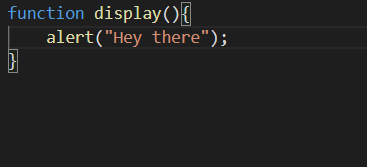 function display(){
    alert("Hey there");
}